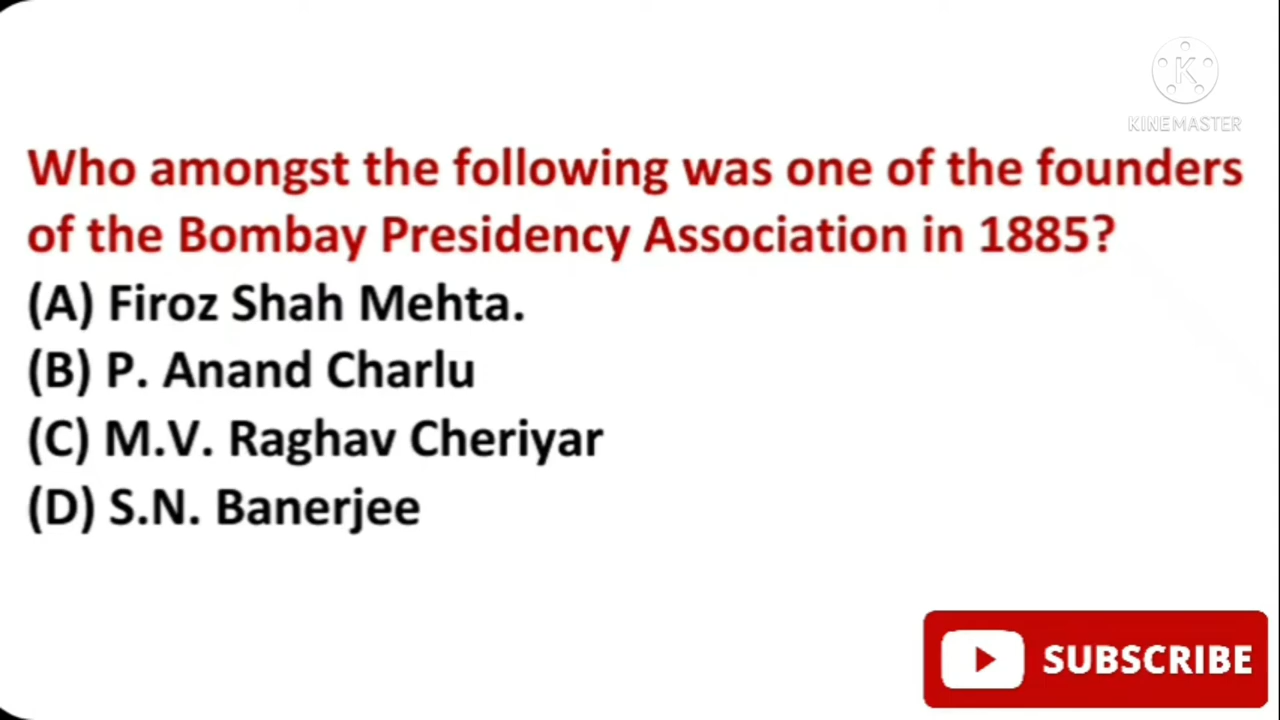 K
KINEMASTER
Who amongst the following was one of the founders
of the Bombay Presidency Association in 1885?
(A) Firoz Shah Mehta.
(B) P. Anand Charlu
(C) M.V. Raghav Cheriyar
(D) S.N. Banerjee
SUBSCRIBE